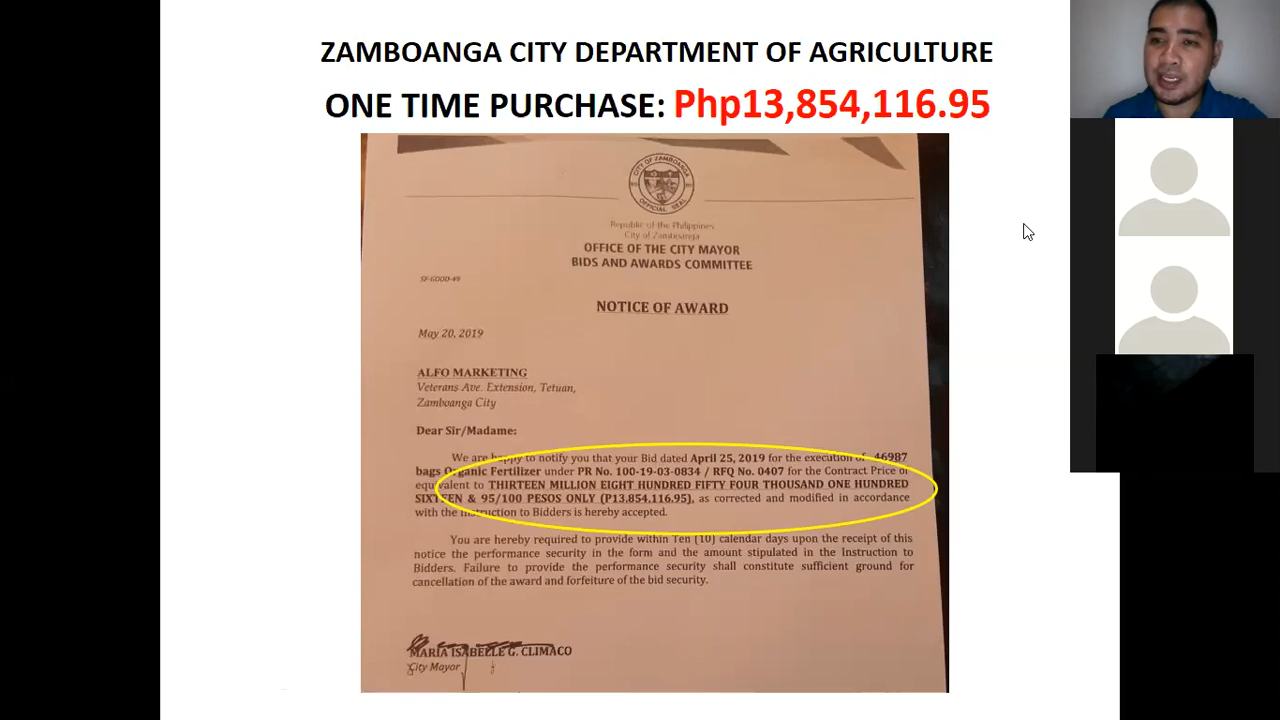 ZAMBOANGA CITY DEPARTMENT OF AGRICULTURE
ONE TIME PURCHASE: Php13,854,116.95
CITY OF ZAMBOANGA
OFFICIAL SEAL
Republic of the Philippines
City of Zamboanga
OFFICE OF THE CITY MAYOR
BIDS AND AWARDS COMMITTEE
SF-GOOD-49
NOTICE OF AWARD
May 20, 2019
ALFO MARKETING
Veterans Ave. Extension, Tetuan,
Zamboanga City
Dear Sir/Madame:
We are happy to notify you that your Bid dated April 25, 2019 for the execution of 46987
bags Organic Fertilizer under PR No. 100-19-03-0834 / RFQ No. 0407 for the Contract Price of
equivalent to THIRTEEN MILLION EIGHT HUNDRED FIFTY FOUR THOUSAND ONE HUNDRED
SIXTEEN & 95/100 PESOS ONLY (P13,854,116.95), as corrected and modified in accordance
with the Instruction to Bidders is hereby accepted.
You are hereby required to provide within Ten (10) calendar days upon the receipt of this
notice the performance security in the form and the amount stipulated in the Instruction to
Bidders. Failure to provide the performance security shall constitute sufficient ground for
cancellation of the award and forfeiture of the bid security.
MARIA ISABELLE G. CLIMACO
City Mayor